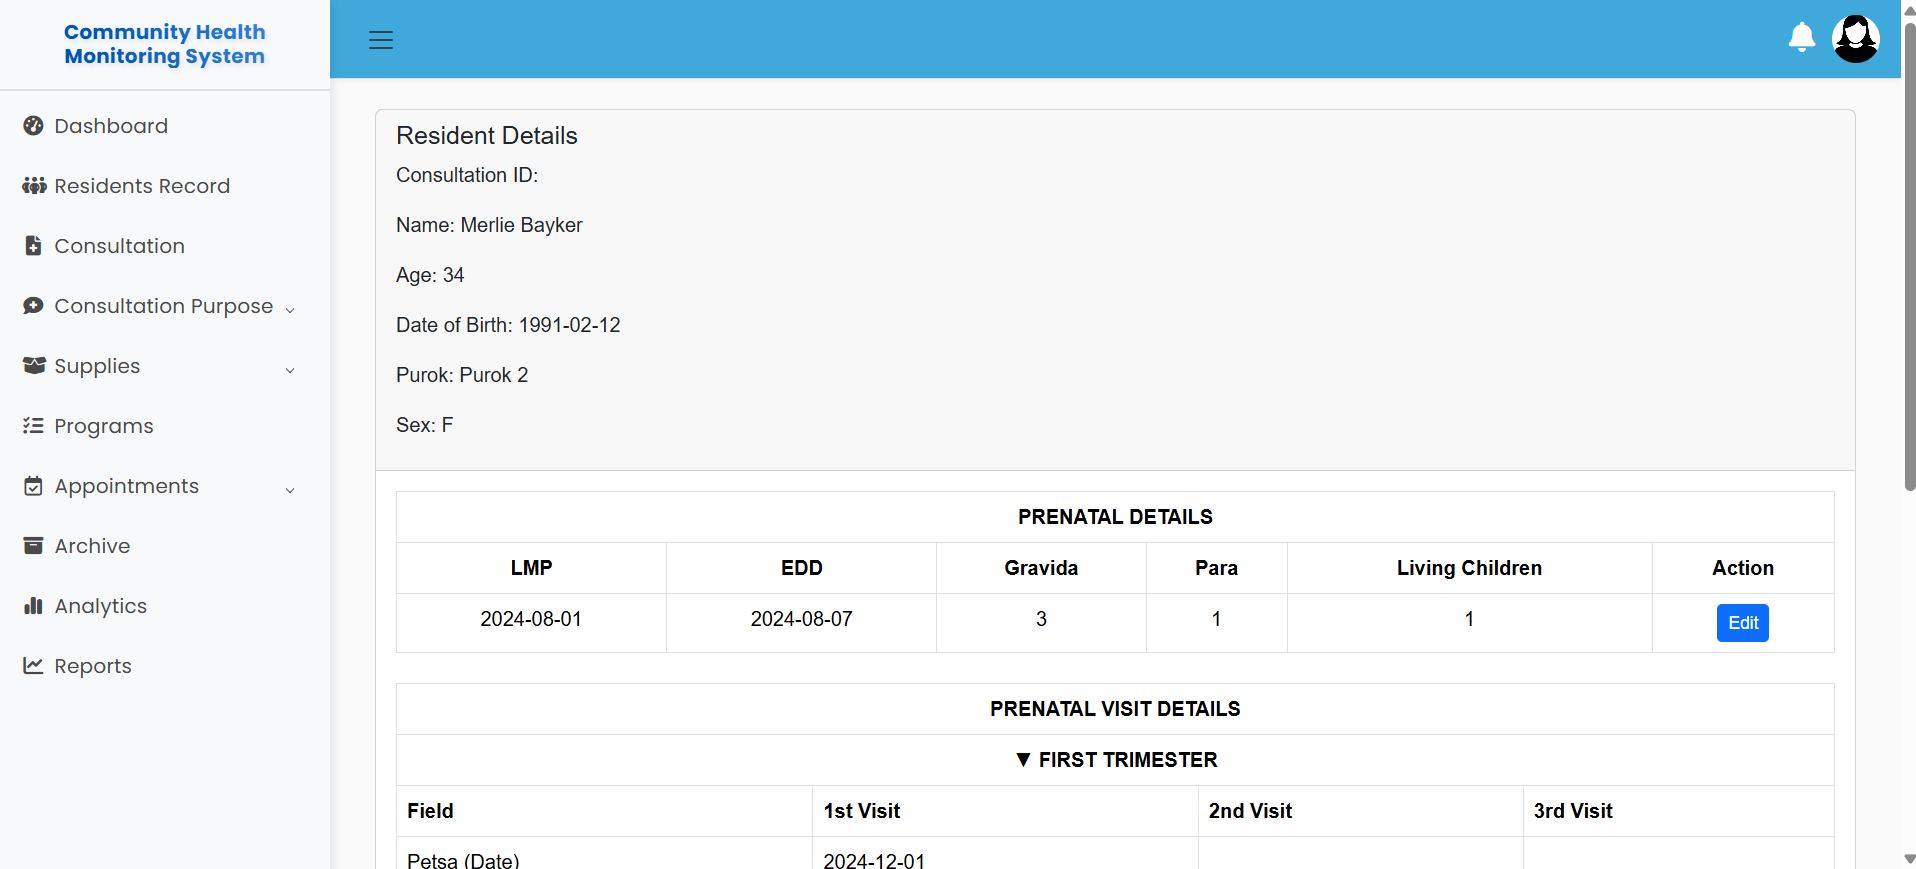 Community Health
Monitoring System
Dashboard
Residents Record
Consultation
Consultation Purpose
Supplies
Programs
Appointments
Archive
Analytics
Reports
Resident Details
Consultation ID:
Name: Merlie Bayker
Age: 34
Date of Birth: 1991-02-12
Purok: Purok 2
Sex: F
PRENATAL DETAILS
LMP EDD Gravida Para Living Children Action
2024-08-01 2024-08-07 3 1 1 Edit
PRENATAL VISIT DETAILS
▼ FIRST TRIMESTER
Field 1st Visit 2nd Visit 3rd Visit
Petsa (Date) 2024-12-01